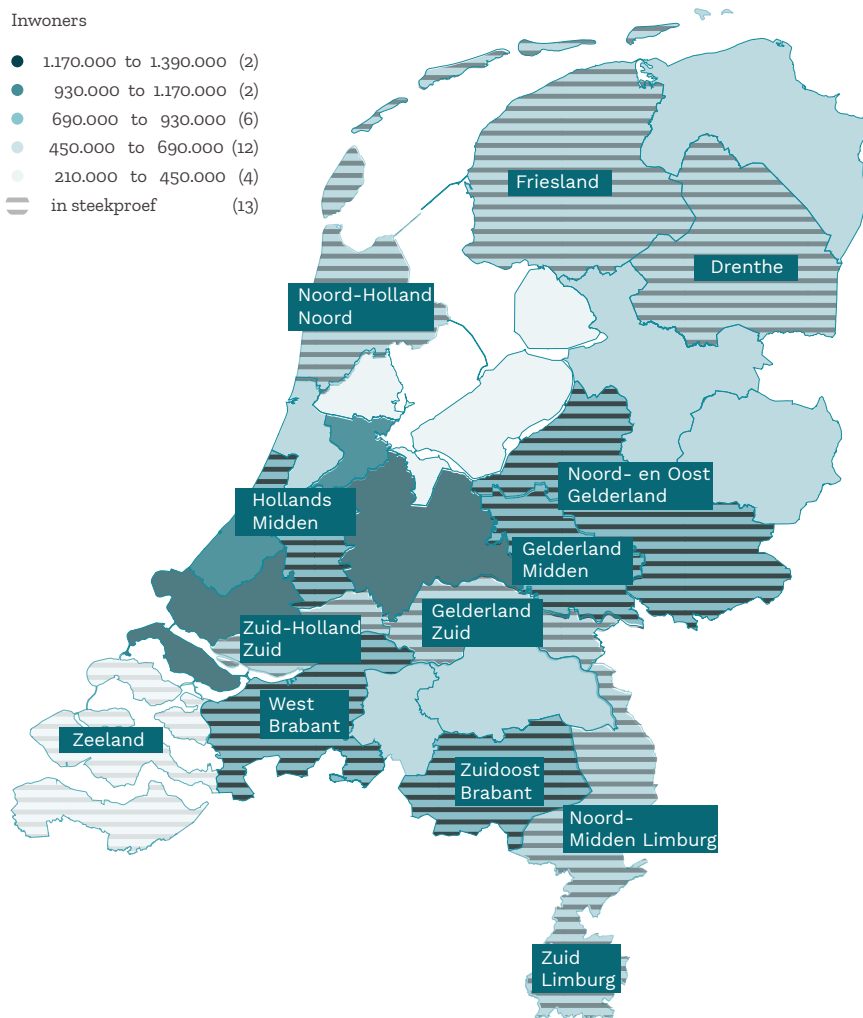 Inwoners
1.170.000 to 1.390.000 (2)
930.000 to 1.170.000 (2)
690.000 to 930.000 (6)
450.000 to 690.000 (12)
210.000 to 450.000 (4)
in steekproef (13)
Friesland
Drenthe
Noord-Holland
Noord
Noord- en Oost
Gelderland
Hollands
Midden
Gelderland
Midden
Gelderland
Zuid
Zuid-Holland
Zuid
West
Brabant
Zeeland
Zuidoost
Brabant
Noord-
Midden Limburg
Zuid
Limburg